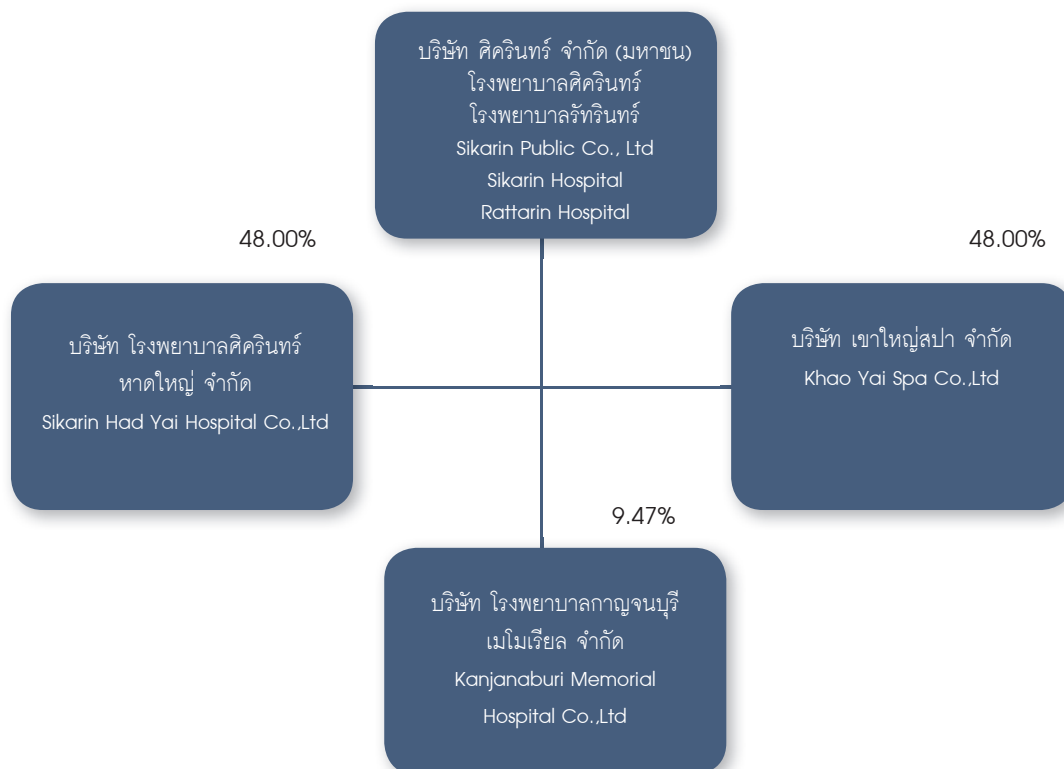 บริษัท ศิครินทร์ จำกัด (มหาชน)
โรงพยาบาลศิครินทร์
โรงพยาบาลรัทรินทร์
Sikarin Public Co., Ltd
Sikarin Hospital
Rattarin Hospital
48.00%
48.00%
บริษัท โรงพยาบาลศิครินทร์
หาดใหญ่ จำกัด
Sikarin Had Yai Hospital Co.,Ltd
บริษัท เขาใหญ่สปา จำกัด
Khao Yai Spa Co.,Ltd
9.47%
บริษัท โรงพยาบาลกาญจนบุรี
เมโมเรียล จำกัด
Kanjanaburi Memorial
Hospital Co.,Ltd